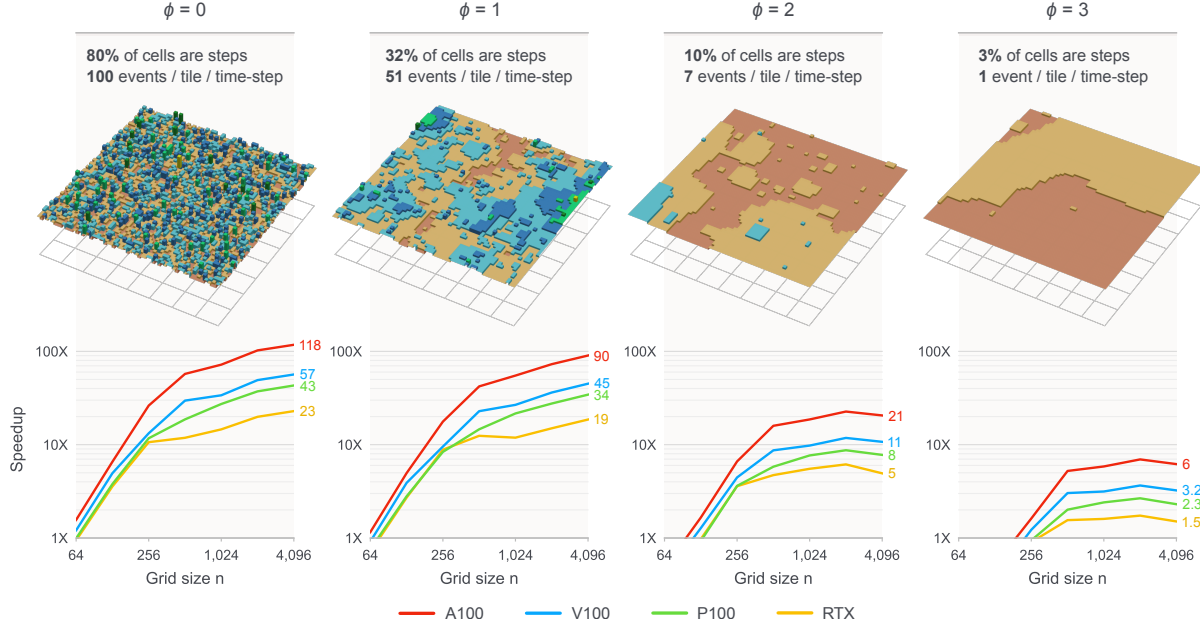 ϕ = 0
ϕ = 1
ϕ = 2
ϕ = 3
80% of cells are steps
100 events / tile / time-step
32% of cells are steps
51 events / tile / time-step
10% of cells are steps
7 events / tile / time-step
3% of cells are steps
1 event / tile / time-step
Speedup
100X
10X
1X
118
57
43
23
64
256
1,024
4,096
Grid size n
100X
10X
1X
90
45
34
19
64
256
1,024
4,096
Grid size n
100X
10X
1X
21
11
8
5
64
256
1,024
4,096
Grid size n
100X
10X
1X
6
3.2
2.3
1.5
64
256
1,024
4,096
Grid size n
A100
V100
P100
RTX